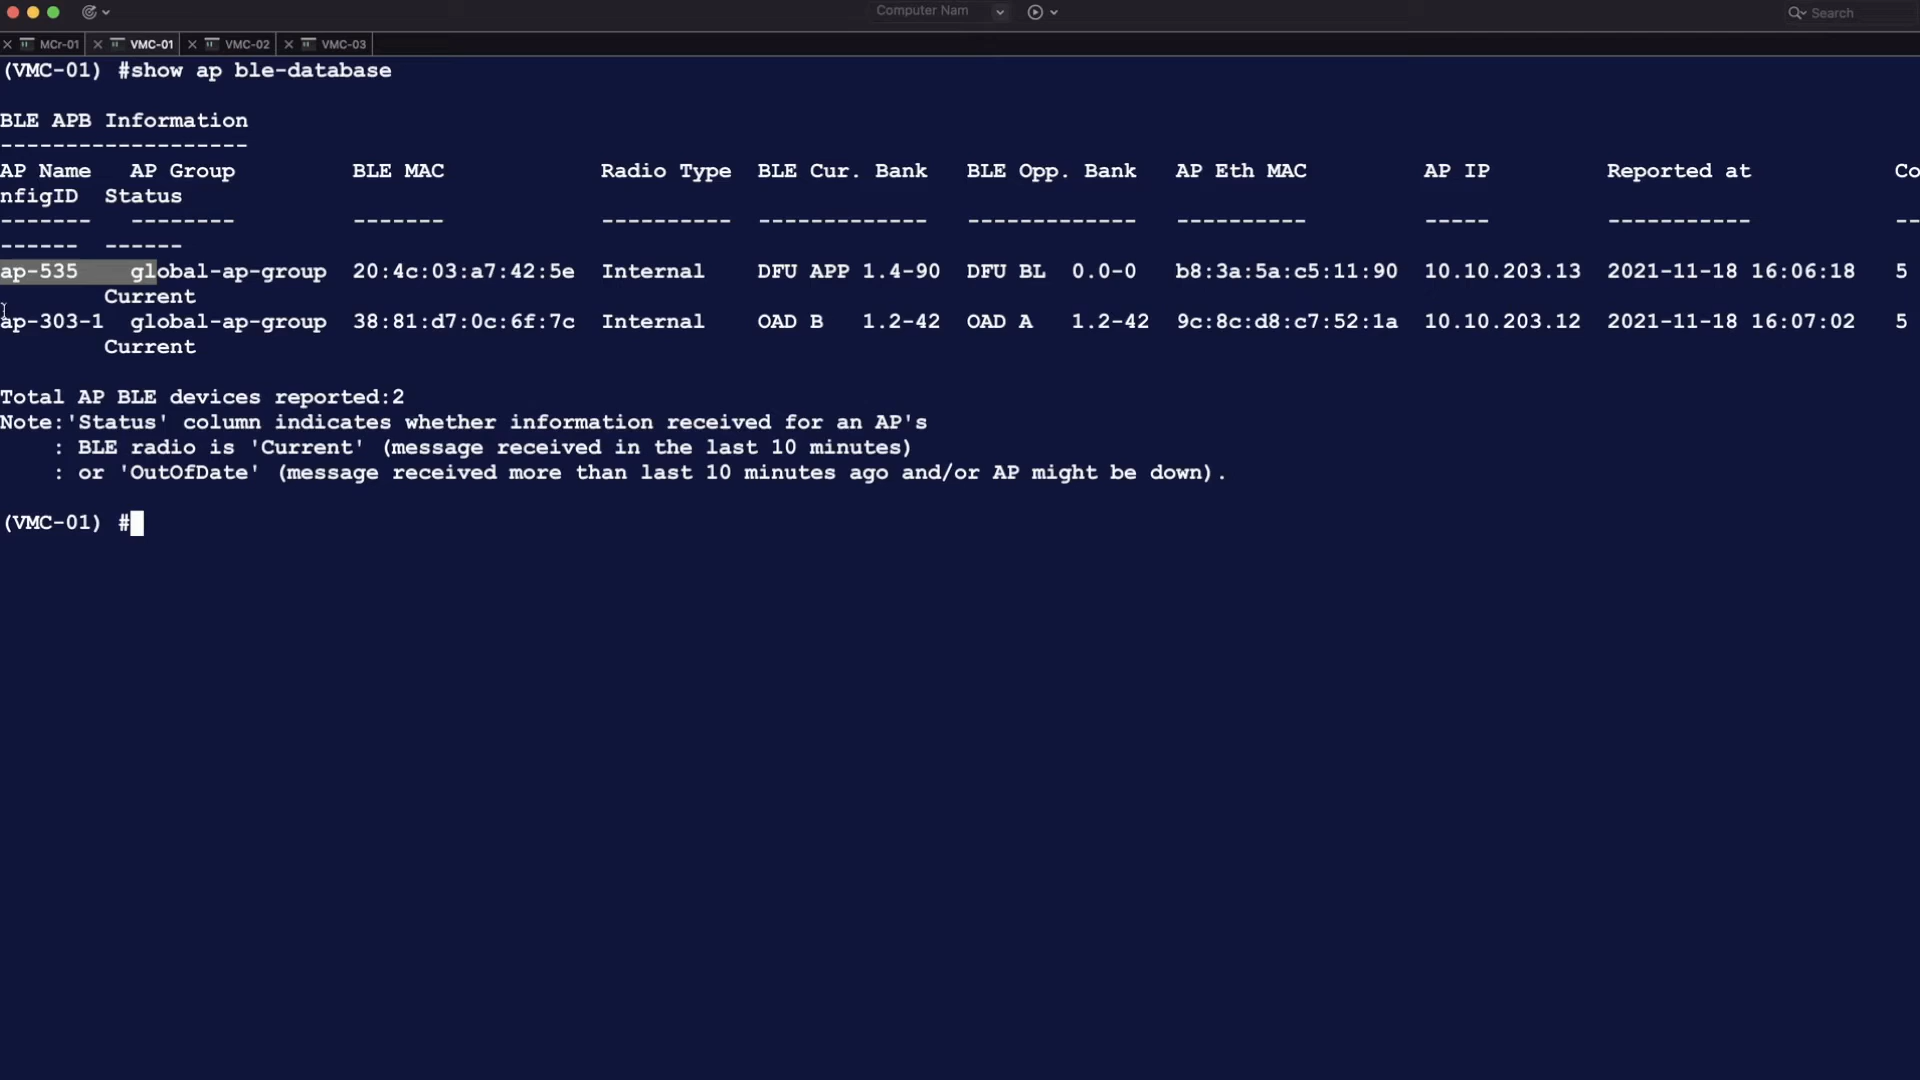 Computer Nam
Search
MCr-01 VMC-01 VMC-02 VMC-03
(VMC-01) #show ap ble-database
BLE APB Information
-------------------
AP Name   AP Group         BLE MAC            Radio Type  BLE Cur. Bank   BLE Opp. Bank   AP Eth MAC         AP IP         Reported at           Co
nfigID  Status
-------   --------         -------            ----------  -------------   -------------   ----------         -----         -----------           --
------  ------
ap-535    global-ap-group  20:4c:03:a7:42:5e  Internal    DFU APP 1.4-90  DFU BL  0.0-0   b8:3a:5a:c5:11:90  10.10.203.13  2021-11-18 16:06:18   5
        Current
ap-303-1  global-ap-group  38:81:d7:0c:6f:7c  Internal    OAD B   1.2-42  OAD A   1.2-42  9c:8c:d8:c7:52:1a  10.10.203.12  2021-11-18 16:07:02   5
        Current
Total AP BLE devices reported:2
Note:'Status' column indicates whether information received for an AP's
    : BLE radio is 'Current' (message received in the last 10 minutes)
    : or 'OutOfDate' (message received more than last 10 minutes ago and/or AP might be down).
(VMC-01) #